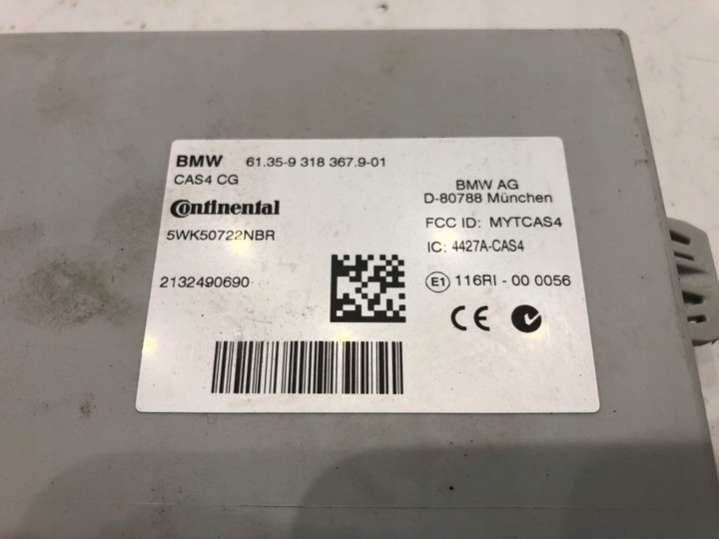 BMW 61.35-9 318 367.9-01
CAS4 CG
Continental
5WK50722NBR
2132490690
BMW AG
D-80788 München
FCC ID: MYTCAS4
IC: 4427A-CAS4
E1 116RI - 00 0056
CE